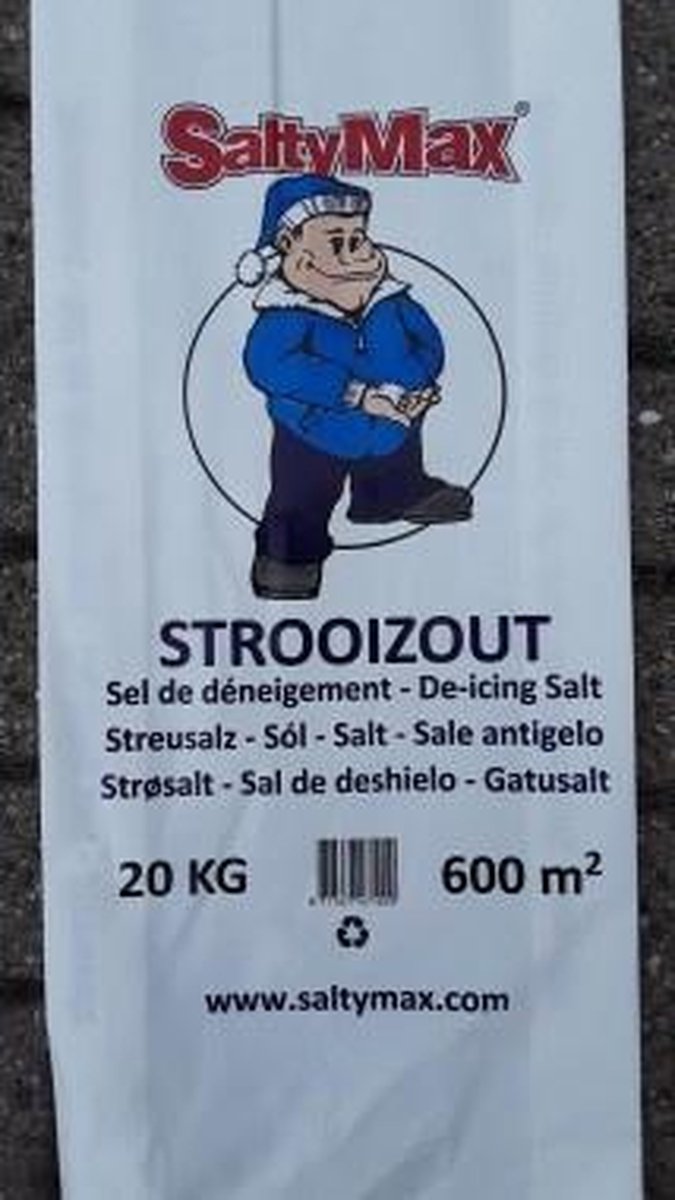 SaltyMax®
STROOIZOUT
Sel de déneigement - De-icing Salt
Streusalz - Sól - Salt - Sale antigelo
Strøsalt - Sal de deshielo - Gatusalt
20 KG 600 m²
www.saltymax.com